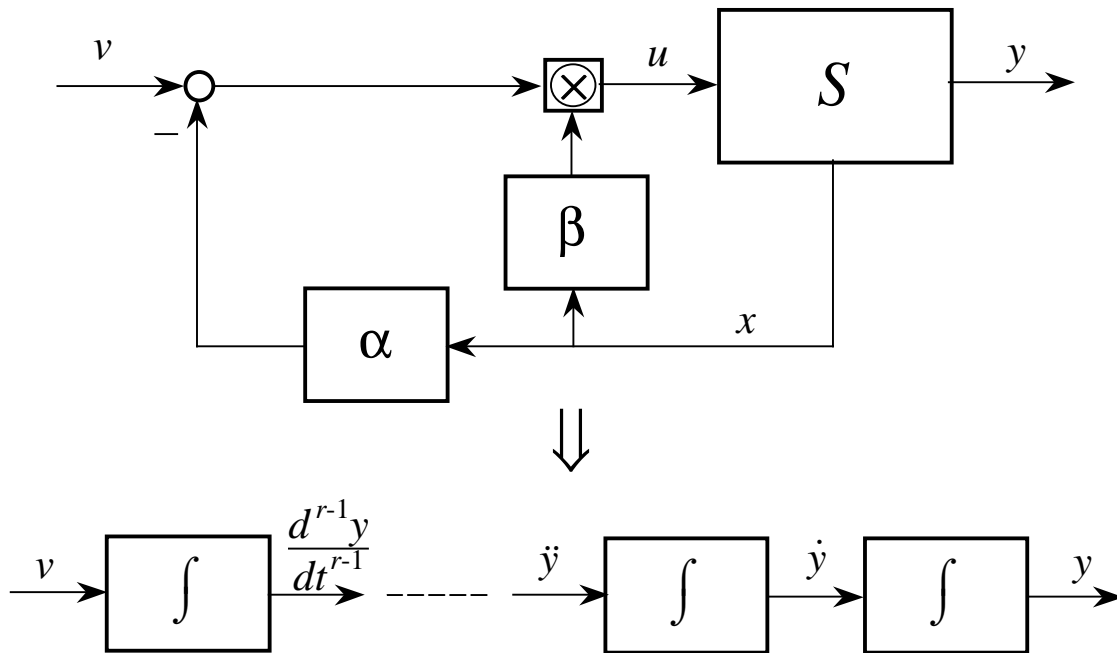 v
u
S
y
–
β
x
α
⇓
v
∫
d^{r-1}y
dt^{r-1}
ÿ
∫
ẏ
∫
y